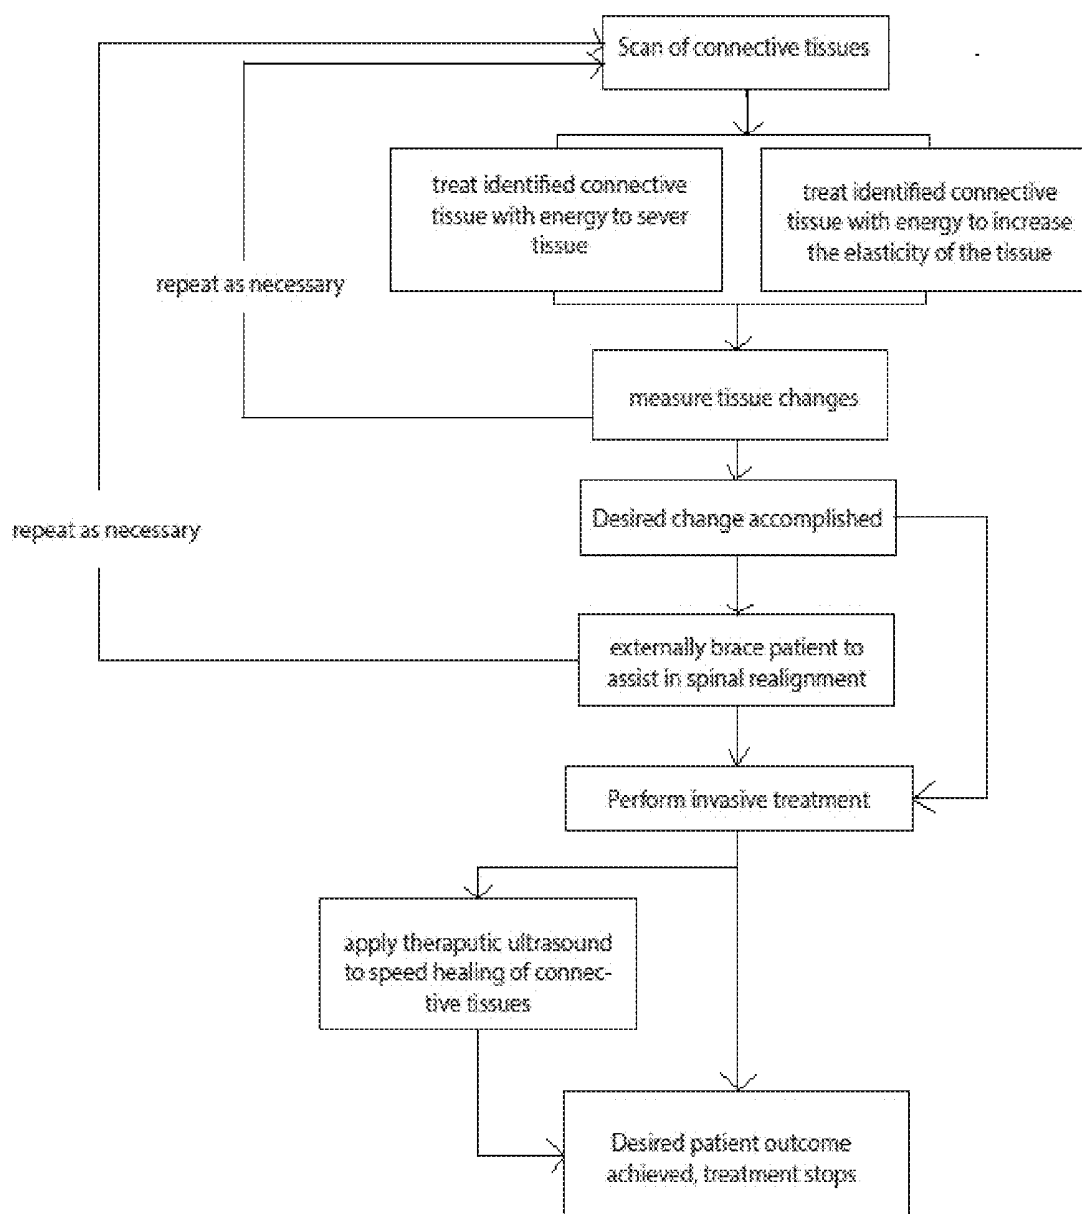 Scan of connective tissues
treat identified connective
tissue with energy to sever
tissue
treat identified connective
tissue with energy to increase
the elasticity of the tissue
repeat as necessary
measure tissue changes
Desired change accomplished
repeat as necessary
externally brace patient to
assist in spinal realignment
Perform invasive treatment
apply theraputic ultrasound
to speed healing of connec-
tive tissues
Desired patient outcome
achieved, treatment stops